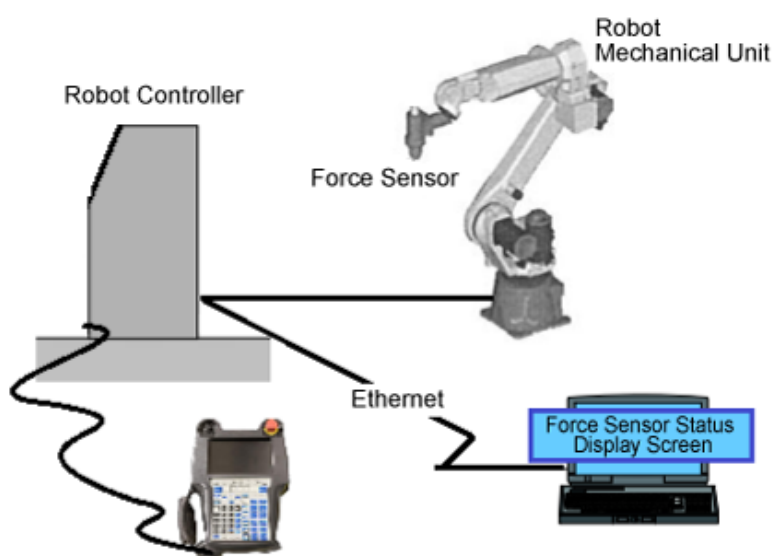 Robot
Mechanical Unit
Robot Controller
Force Sensor
Ethernet
Force Sensor Status
Display Screen